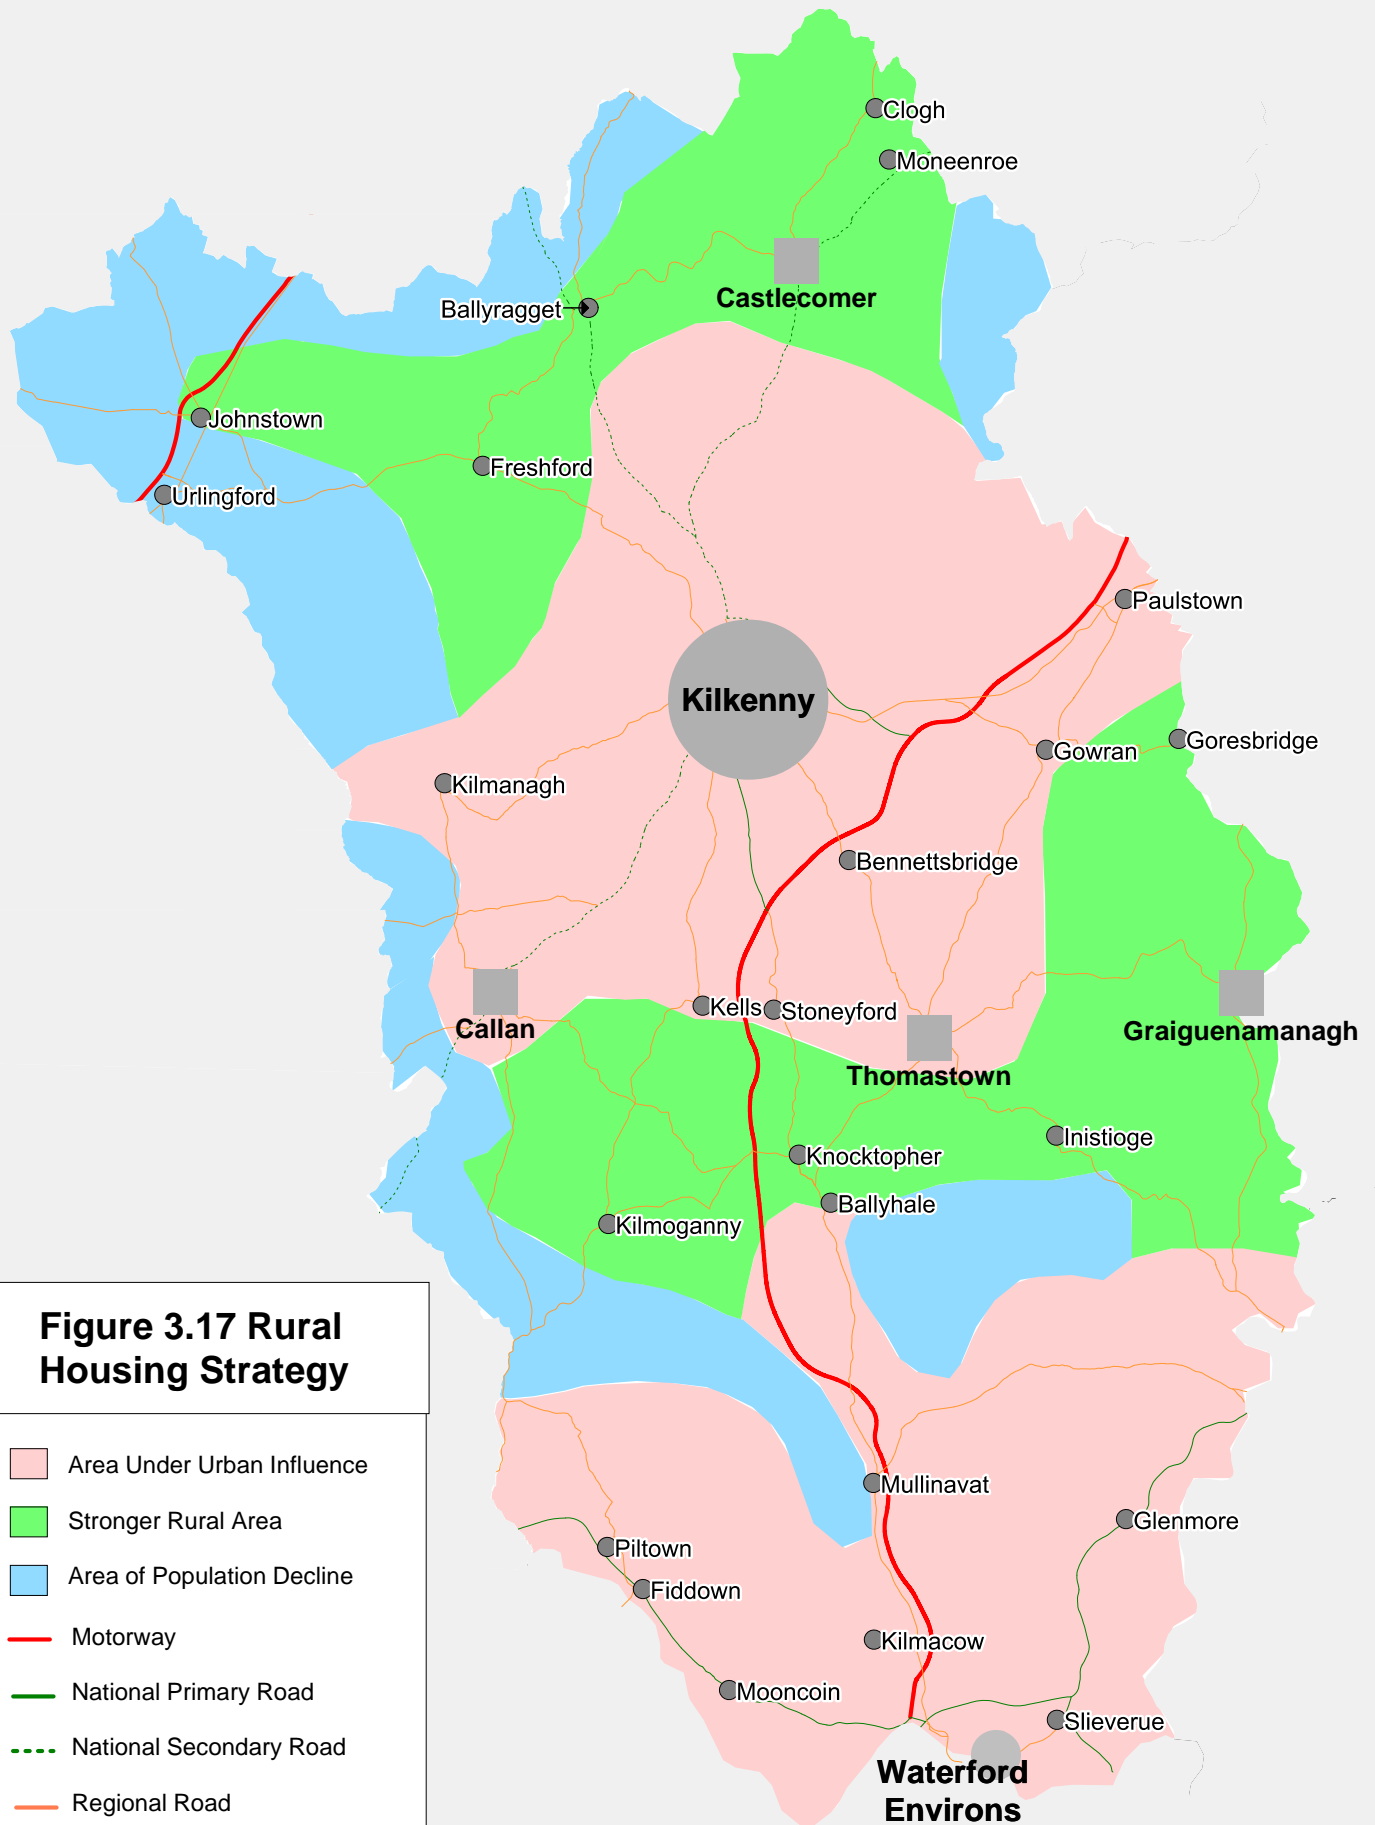 Clogh
Moneenroe
Castlecomer
Ballyragget
Johnstown
Freshford
Urlingford
Paulstown
Kilkenny
Goresbridge
Gowran
Kilmanagh
Bennettsbridge
Kells
Stoneyford
Callan
Graiguenamanagh
Thomastown
Inistioge
Knocktopher
Ballyhale
Kilmoganny
Figure 3.17 Rural
Housing Strategy
Area Under Urban Influence
Stronger Rural Area
Area of Population Decline
Motorway
National Primary Road
National Secondary Road
Regional Road
Mullinavat
Glenmore
Piltown
Fiddown
Kilmacow
Mooncoin
Slieverue
Waterford
Environs